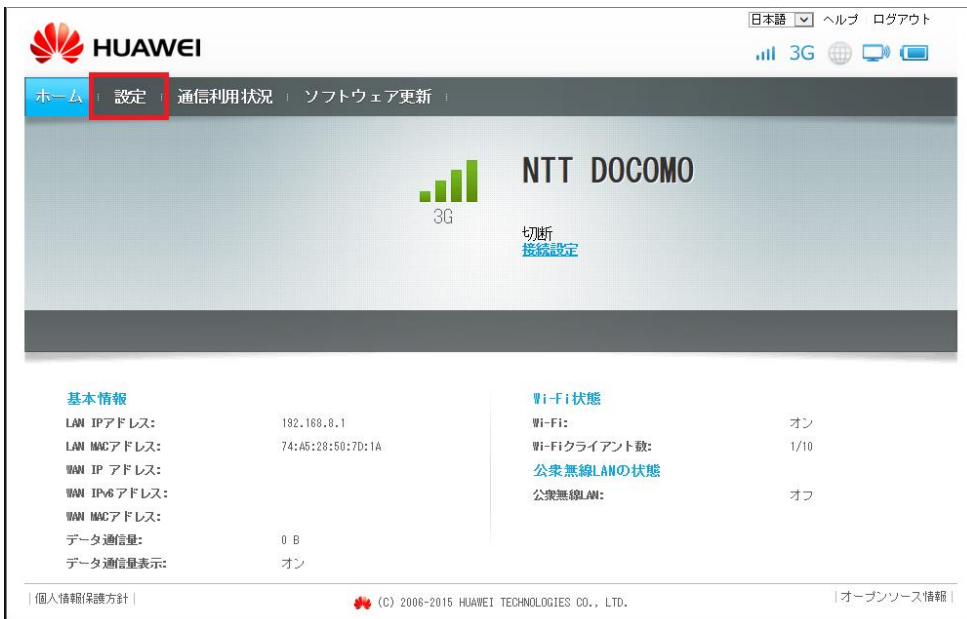 日本語 ヘルプ ログアウト
HUAWEI
3G
ホーム 設定 通信利用状況 ソフトウェア更新
NTT DOCOMO
3G
切断
接続設定
基本情報
LAN IPアドレス: 192.168.8.1
LAN MACアドレス: 74:A5:28:50:7D:1A
WAN IP アドレス:
WAN IPv6アドレス:
WAN MACアドレス:
データ通信量: 0 B
データ通信量表示: オン
Wi-Fi状態
Wi-Fi: オン
Wi-Fiクライアント数: 1/10
公衆無線LANの状態
公衆無線LAN: オフ
個人情報保護方針
(C) 2006-2015 HUAWEI TECHNOLOGIES CO., LTD.
オープンソース情報